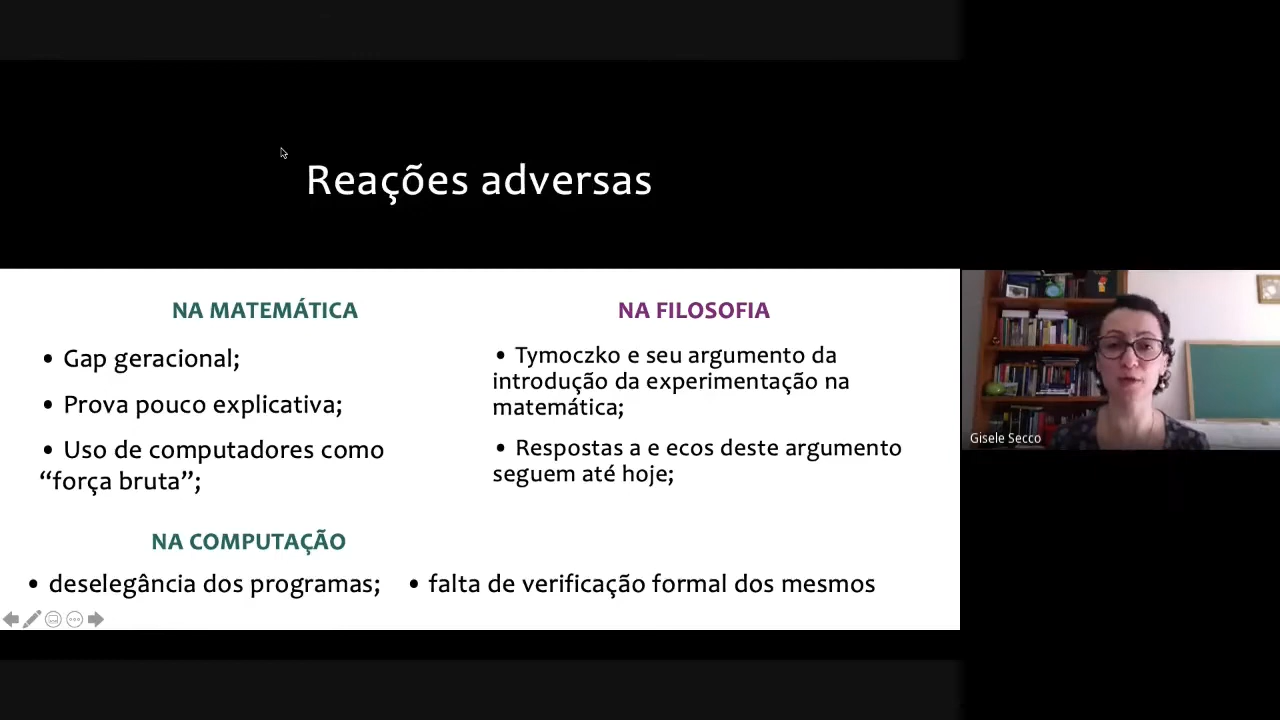 Reações adversas
NA MATEMÁTICA
• Gap geracional;
• Prova pouco explicativa;
• Uso de computadores como
“força bruta”;
NA FILOSOFIA
• Tymoczko e seu argumento da
introdução da experimentação na
matemática;
• Respostas a e ecos deste argumento
seguem até hoje;
NA COMPUTAÇÃO
• deselegância dos programas;
• falta de verificação formal dos mesmos
Gisele Secco